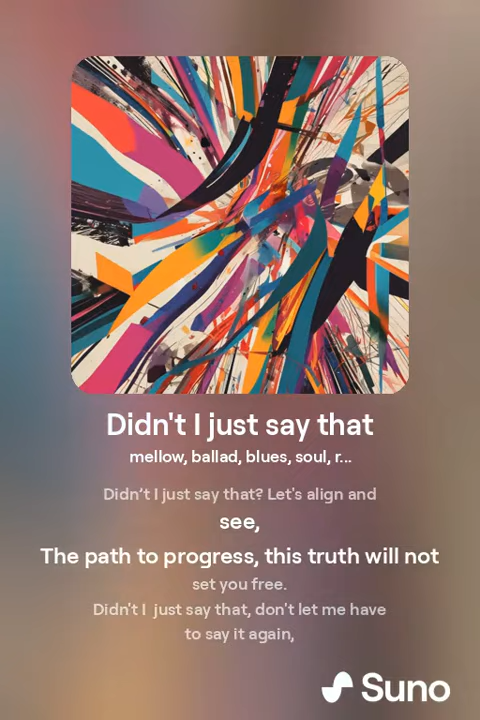 Didn't I just say that
mellow, ballad, blues, soul, r...
Didn't I just say that? Let's align and
see,
The path to progress, this truth will not
set you free.
Didn't I just say that, don't let me have
to say it again,
Suno